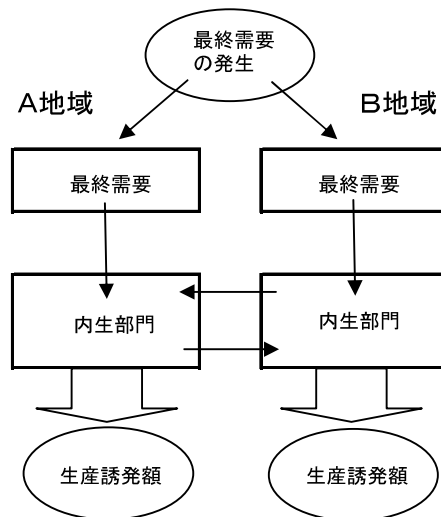 最終需要
の発生
A地域
B地域
最終需要
最終需要
内生部門
内生部門
生産誘発額
生産誘発額